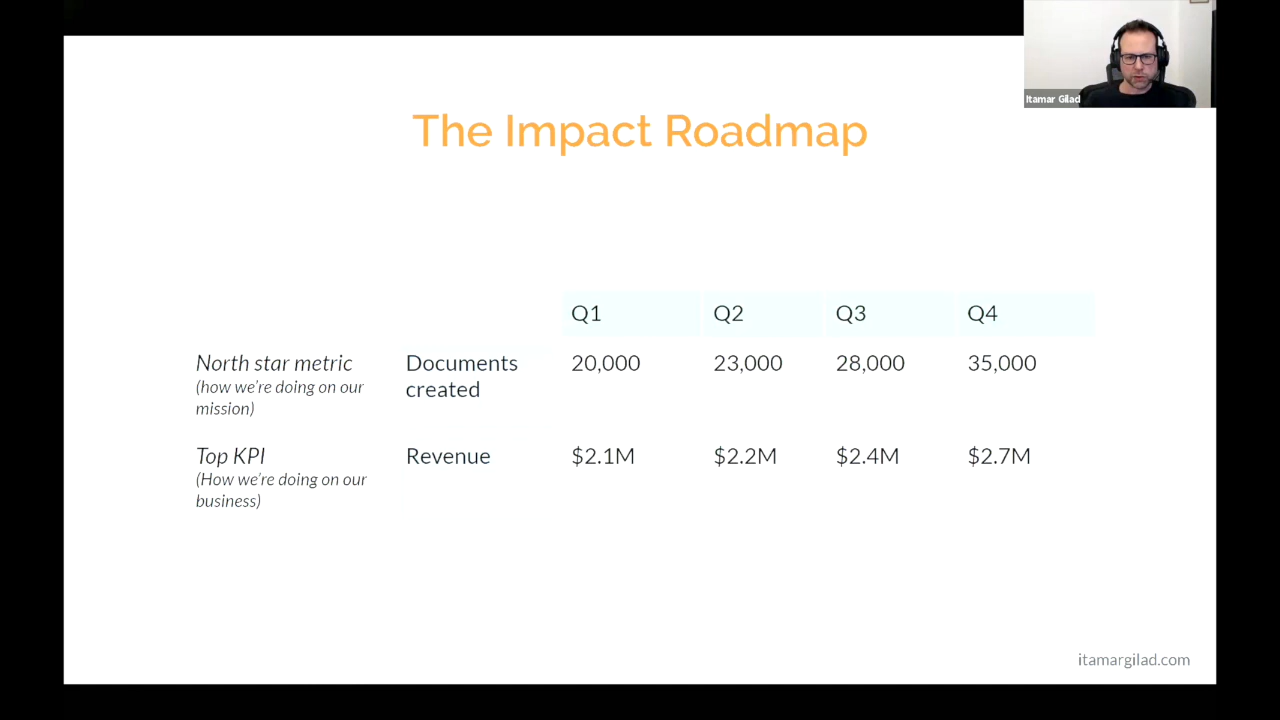 Itamar Gilad
The Impact Roadmap
Q1 Q2 Q3 Q4
North star metric Documents 20,000 23,000 28,000 35,000
(how we're doing on our created
mission)
Top KPI Revenue $2.1M $2.2M $2.4M $2.7M
(How we're doing on our
business)
itamargilad.com